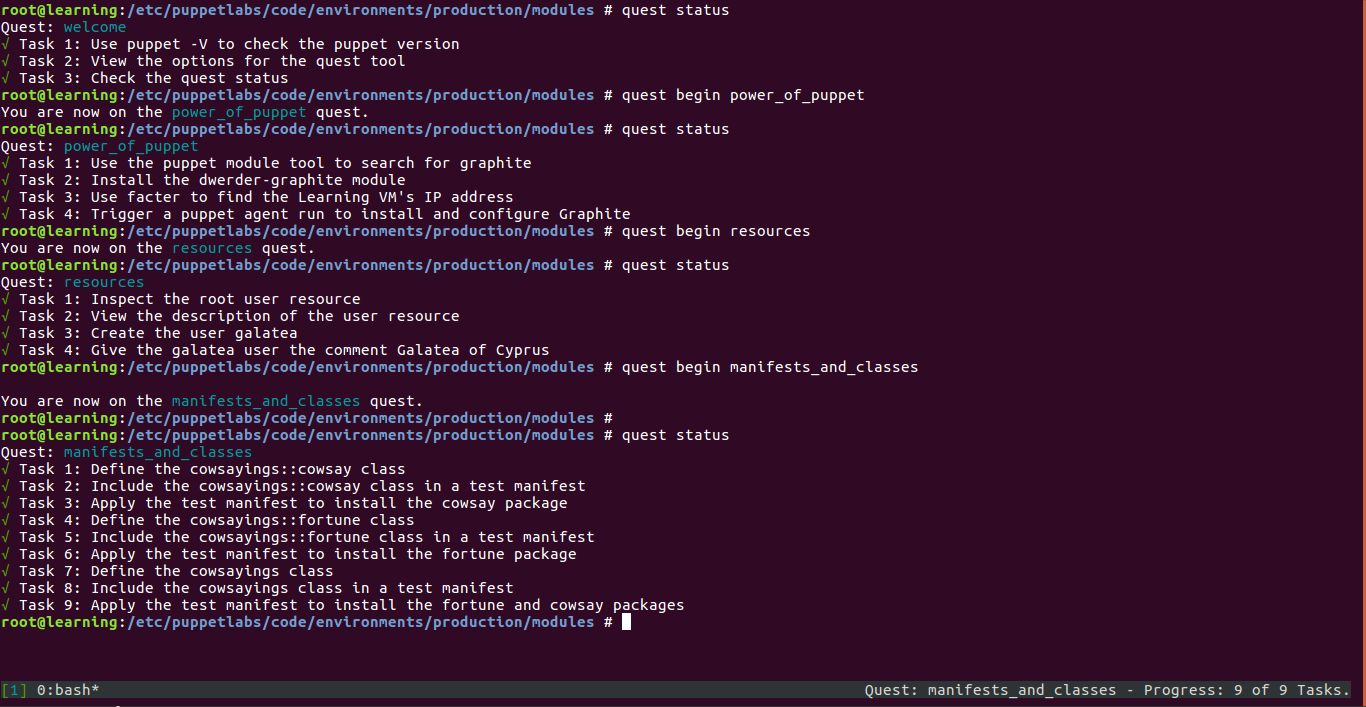 root@learning:/etc/puppetlabs/code/environments/production/modules # quest status
Quest: welcome
√ Task 1: Use puppet -V to check the puppet version
√ Task 2: View the options for the quest tool
√ Task 3: Check the quest status
root@learning:/etc/puppetlabs/code/environments/production/modules # quest begin power_of_puppet
You are now on the power_of_puppet quest.
root@learning:/etc/puppetlabs/code/environments/production/modules # quest status
Quest: power_of_puppet
√ Task 1: Use the puppet module tool to search for graphite
√ Task 2: Install the dwerder-graphite module
√ Task 3: Use facter to find the Learning VM's IP address
√ Task 4: Trigger a puppet agent run to install and configure Graphite
root@learning:/etc/puppetlabs/code/environments/production/modules # quest begin resources
You are now on the resources quest.
root@learning:/etc/puppetlabs/code/environments/production/modules # quest status
Quest: resources
√ Task 1: Inspect the root user resource
√ Task 2: View the description of the user resource
√ Task 3: Create the user galatea
√ Task 4: Give the galatea user the comment Galatea of Cyprus
root@learning:/etc/puppetlabs/code/environments/production/modules # quest begin manifests_and_classes
You are now on the manifests_and_classes quest.
root@learning:/etc/puppetlabs/code/environments/production/modules #
root@learning:/etc/puppetlabs/code/environments/production/modules # quest status
Quest: manifests_and_classes
√ Task 1: Define the cowsayings::cowsay class
√ Task 2: Include the cowsayings::cowsay class in a test manifest
√ Task 3: Apply the test manifest to install the cowsay package
√ Task 4: Define the cowsayings::fortune class
√ Task 5: Include the cowsayings::fortune class in a test manifest
√ Task 6: Apply the test manifest to install the fortune package
√ Task 7: Define the cowsayings class
√ Task 8: Include the cowsayings class in a test manifest
√ Task 9: Apply the test manifest to install the fortune and cowsay packages
root@learning:/etc/puppetlabs/code/environments/production/modules #
[1] 0:bash* Quest: manifests_and_classes - Progress: 9 of 9 Tasks.